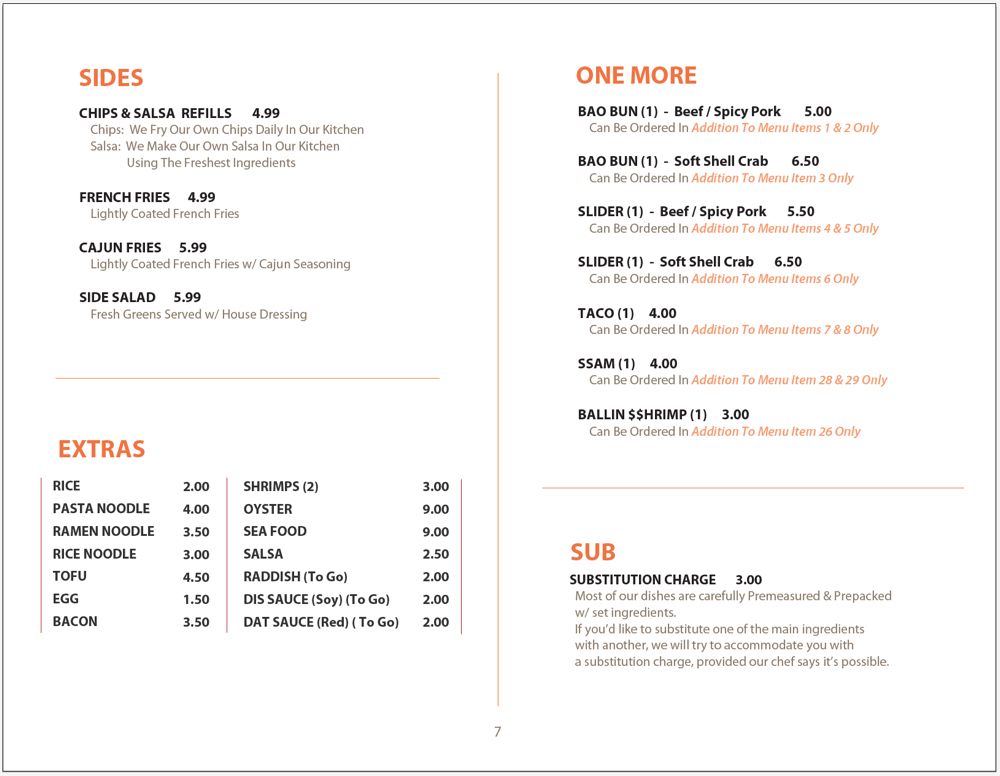 SIDES
CHIPS & SALSA REFILLS 4.99
Chips: We Fry Our Own Chips Daily In Our Kitchen
Salsa: We Make Our Own Salsa In Our Kitchen
Using The Freshest Ingredients
FRENCH FRIES 4.99
Lightly Coated French Fries
CAJUN FRIES 5.99
Lightly Coated French Fries w/ Cajun Seasoning
SIDE SALAD 5.99
Fresh Greens Served w/ House Dressing
EXTRAS
RICE 2.00
PASTA NOODLE 4.00
RAMEN NOODLE 3.50
RICE NOODLE 3.00
TOFU 4.50
EGG 1.50
BACON 3.50
SHRIMPS (2) 3.00
OYSTER 9.00
SEA FOOD 9.00
SALSA 2.50
RADDISH (To Go) 2.00
DIS SAUCE (Soy) (To Go) 2.00
DAT SAUCE (Red) ( To Go) 2.00
ONE MORE
BAO BUN (1) - Beef / Spicy Pork 5.00
Can Be Ordered In Addition To Menu Items 1 & 2 Only
BAO BUN (1) - Soft Shell Crab 6.50
Can Be Ordered In Addition To Menu Item 3 Only
SLIDER (1) - Beef / Spicy Pork 5.50
Can Be Ordered In Addition To Menu Items 4 & 5 Only
SLIDER (1) - Soft Shell Crab 6.50
Can Be Ordered In Addition To Menu Items 6 Only
TACO (1) 4.00
Can Be Ordered In Addition To Menu Items 7 & 8 Only
SSAM (1) 4.00
Can Be Ordered In Addition To Menu Item 28 & 29 Only
BALLIN $$HRIMP (1) 3.00
Can Be Ordered In Addition To Menu Item 26 Only
SUB
SUBSTITUTION CHARGE 3.00
Most of our dishes are carefully Premeasured & Prepacked
w/ set ingredients.
If you'd like to substitute one of the main ingredients
with another, we will try to accommodate you with
a substitution charge, provided our chef says it's possible.
7